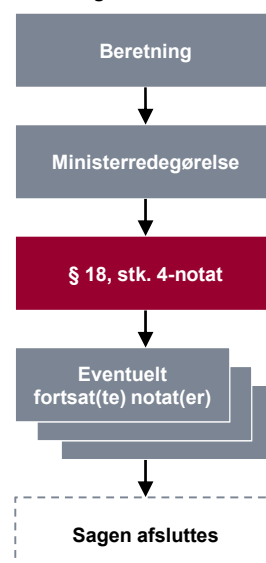 Beretning
Ministerredegørelse
§ 18, stk. 4-notat
Eventuelt
fortsat(te) notat(er)
Sagen afsluttes